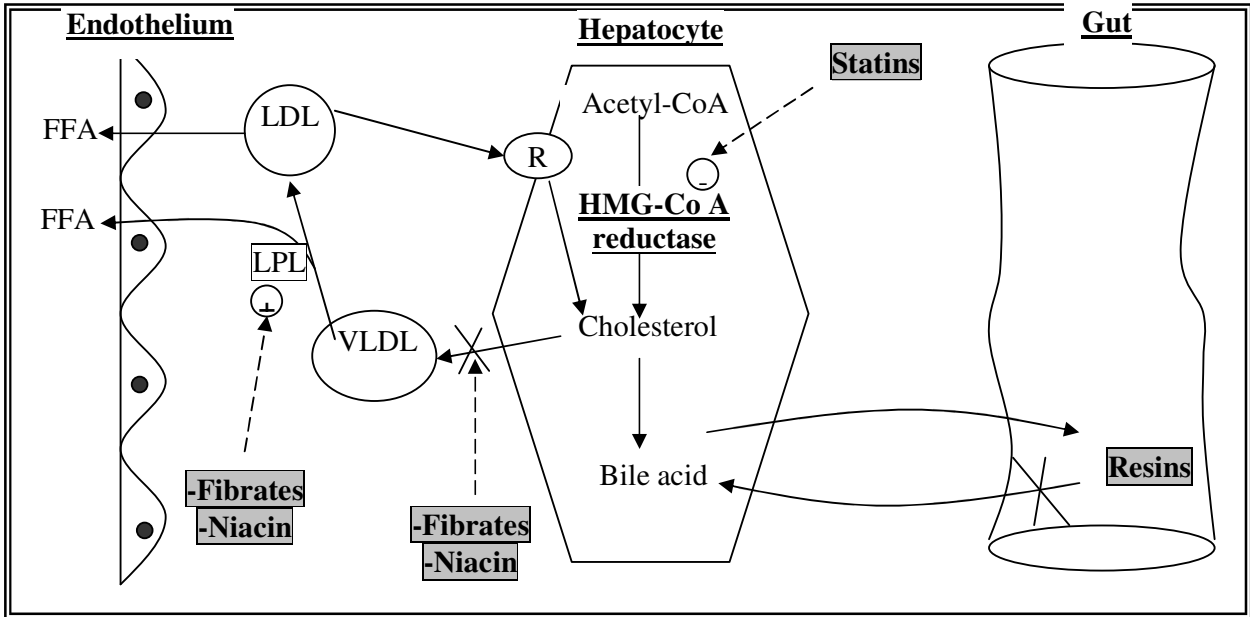 Endothelium
Hepatocyte
Gut
Statins
Acetyl-CoA
LDL
FFA
R
-
HMG-Co A
reductase
FFA
LPL
+
VLDL
Cholesterol
Bile acid
Resins
-Fibrates
-Niacin
-Fibrates
-Niacin